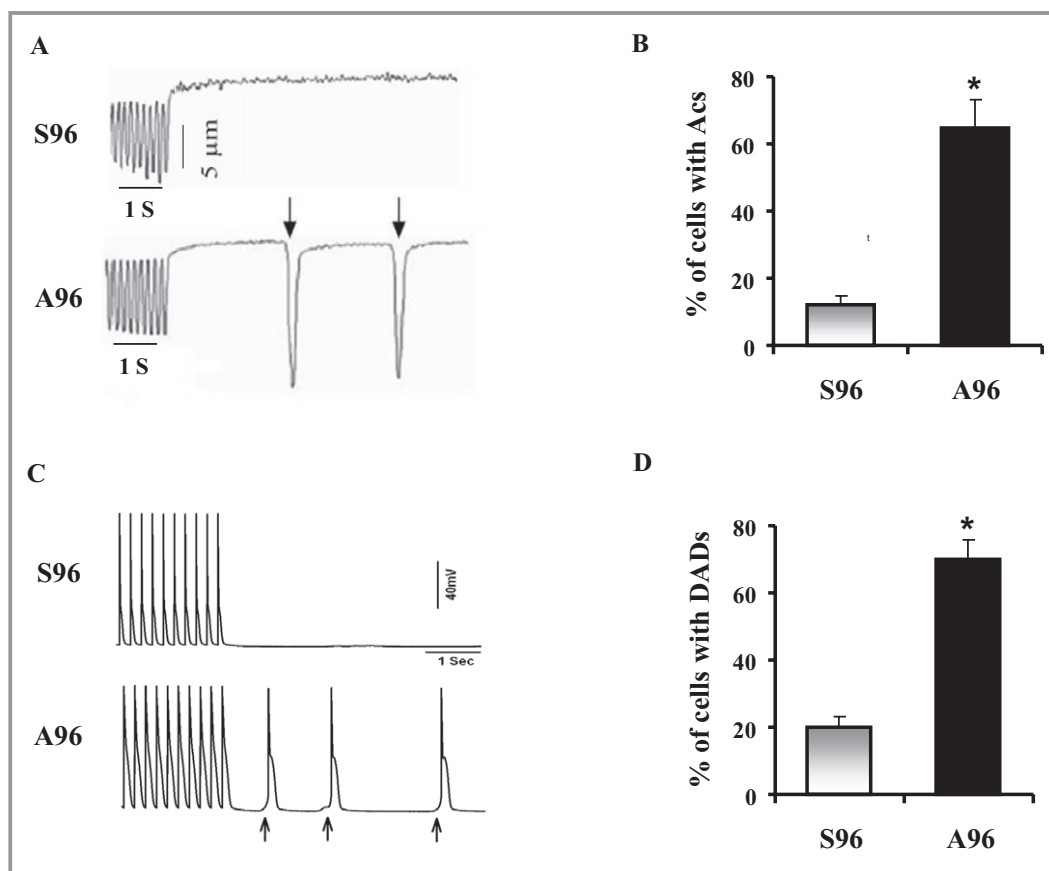 A
S96
5 μm
1 S
A96
1 S
B
% of cells with Acs
80
60
40
20
0
*
t
S96
A96
C
S96
40mV
1 Sec
A96
D
% of cells with DADs
80
60
40
20
0
*
S96
A96